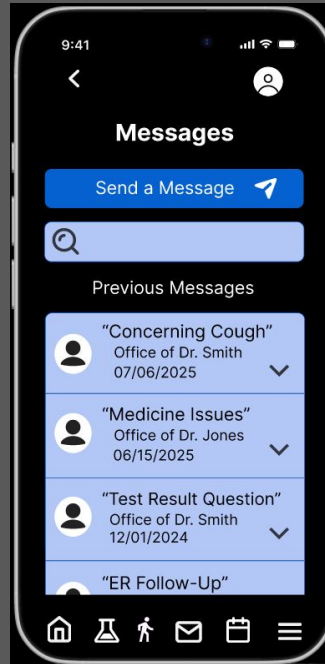 9:41
Messages
Send a Message
Previous Messages
“Concerning Cough”
Office of Dr. Smith
07/06/2025
“Medicine Issues”
Office of Dr. Jones
06/15/2025
“Test Result Question”
Office of Dr. Smith
12/01/2024
“ER Follow-Up”